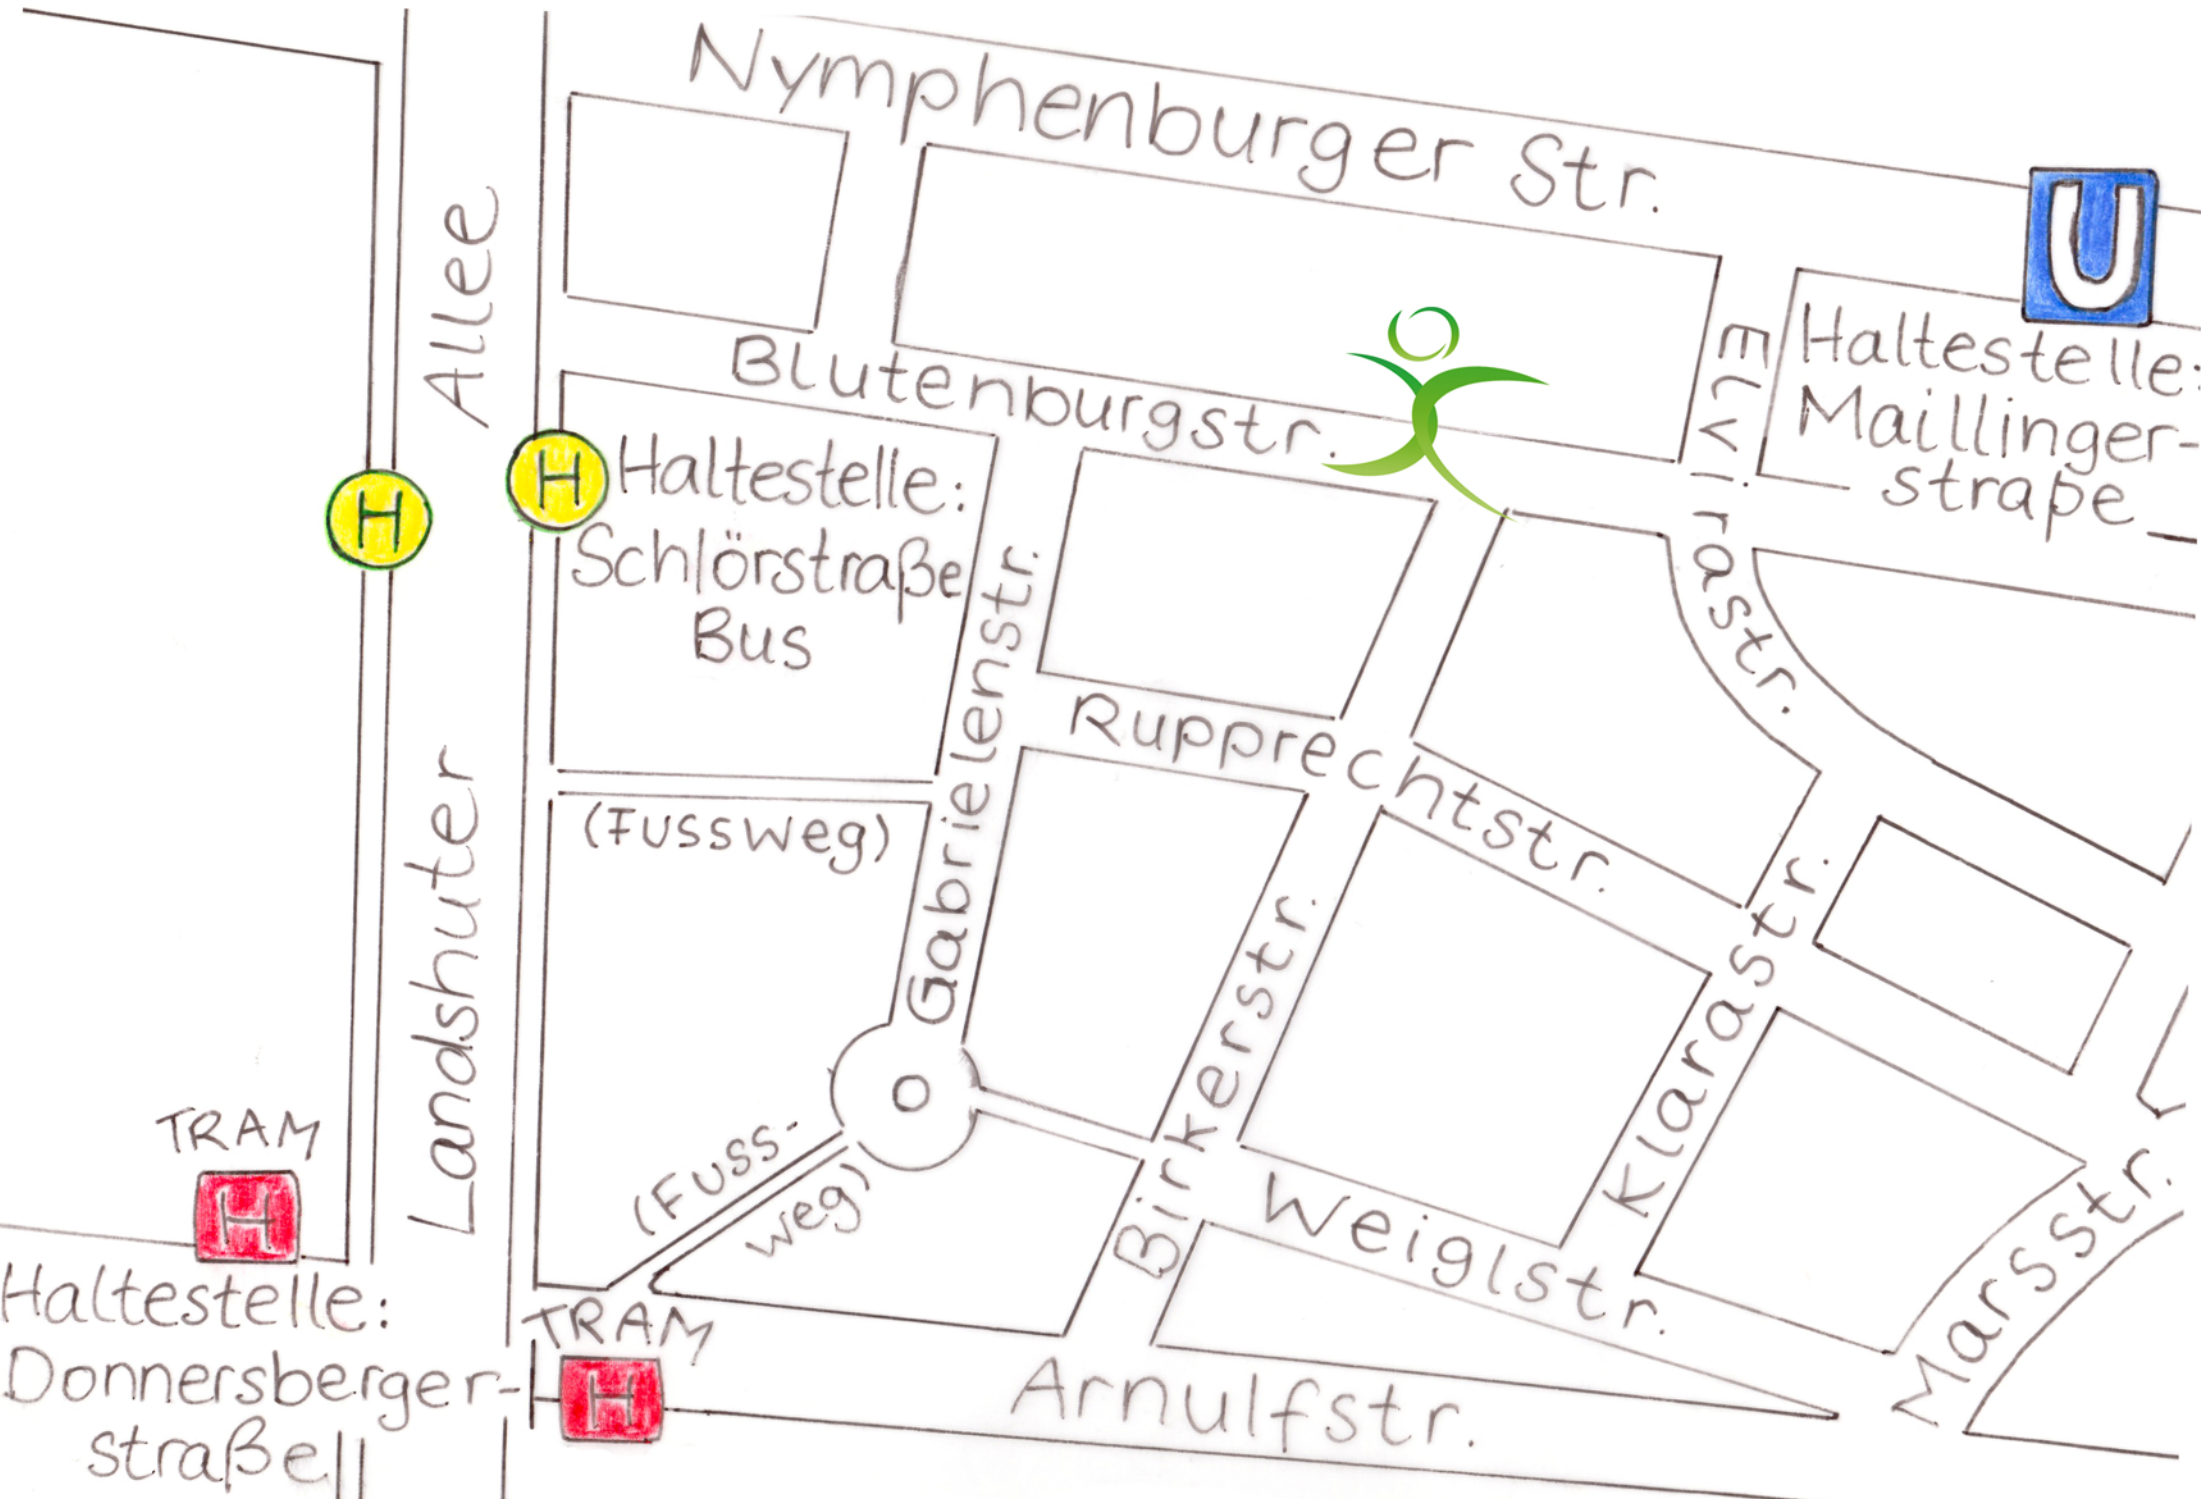 Nymphenburger Str.
Allee
Blutenburgstr.
Elvirastr.
U
Haltestelle:
Maillinger-
straße
H
H
Haltestelle:
Schlörstraße
Bus
Gabrielenstr.
Rupprechtstr.
(Fussweg)
Landshuter
Birkerstr.
Klarastr.
TRAM
H
Haltestelle:
Donnersberger-
straße
(Fuss-
weg)
Weiglstr.
Marsstr.
TRAM
H
Arnulfstr.